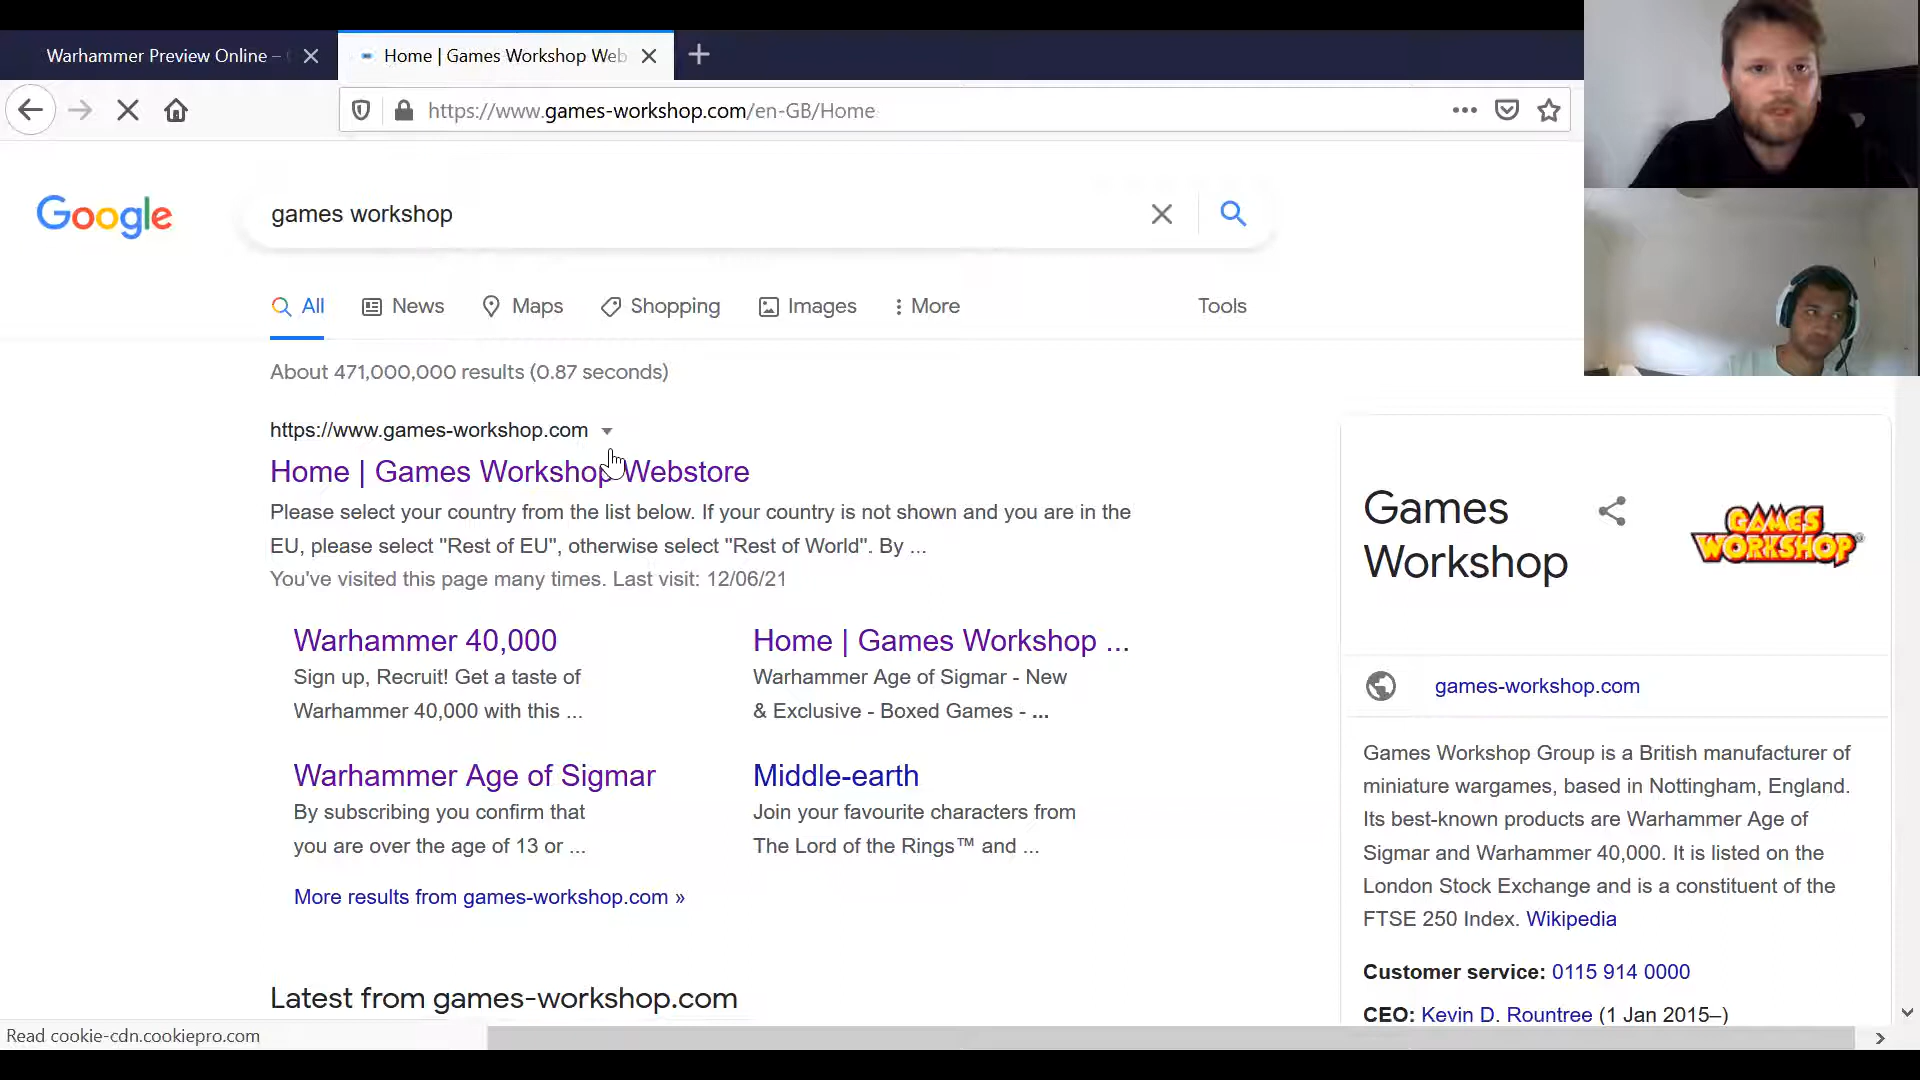 Warhammer Preview Online –
Home | Games Workshop Web
https://www.games-workshop.com/en-GB/Home
Google
games workshop
All
News
Maps
Shopping
Images
More
Tools
About 471,000,000 results (0.87 seconds)
https://www.games-workshop.com
Home | Games Workshop Webstore
Please select your country from the list below. If your country is not shown and you are in the
EU, please select "Rest of EU", otherwise select "Rest of World". By ...
You've visited this page many times. Last visit: 12/06/21
Warhammer 40,000
Sign up, Recruit! Get a taste of
Warhammer 40,000 with this ...
Home | Games Workshop ...
Warhammer Age of Sigmar - New
& Exclusive - Boxed Games - ...
Warhammer Age of Sigmar
By subscribing you confirm that
you are over the age of 13 or ...
Middle-earth
Join your favourite characters from
The Lord of the Rings™ and ...
More results from games-workshop.com »
Latest from games-workshop.com
Games
Workshop
GAMES
WORKSHOP®
games-workshop.com
Games Workshop Group is a British manufacturer of
miniature wargames, based in Nottingham, England.
Its best-known products are Warhammer Age of
Sigmar and Warhammer 40,000. It is listed on the
London Stock Exchange and is a constituent of the
FTSE 250 Index. Wikipedia
Customer service: 0115 914 0000
CEO: Kevin D. Rountree (1 Jan 2015–)
Read cookie-cdn.cookiepro.com